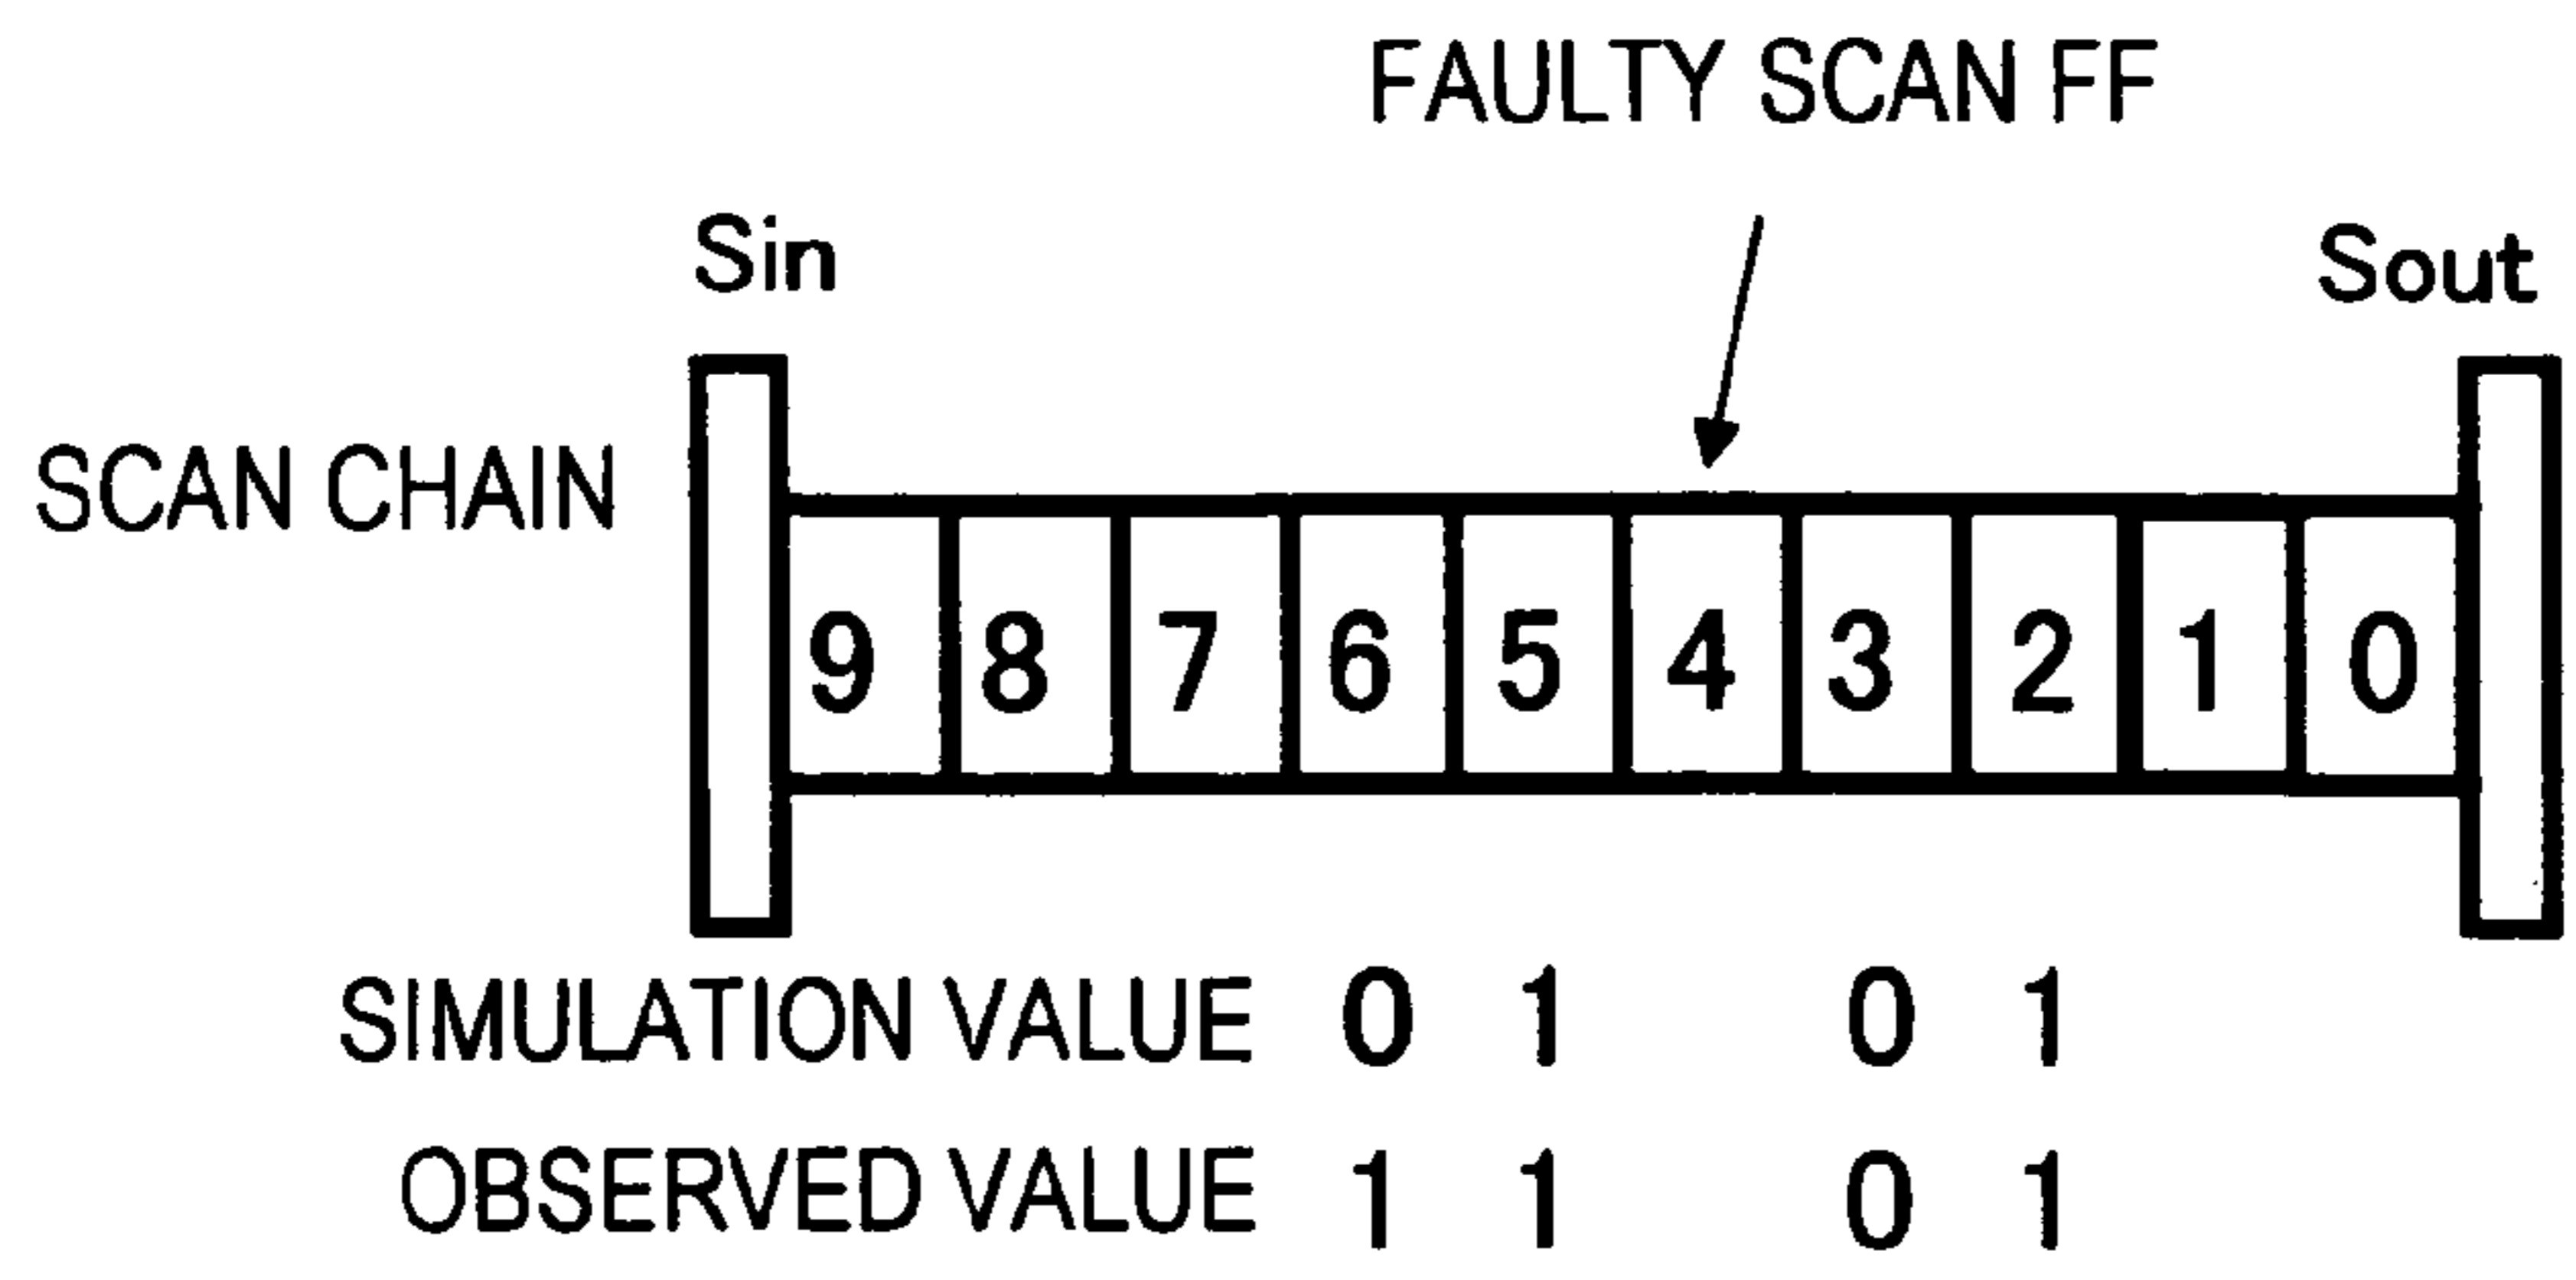 FAULTY SCAN FF
Sin
Sout
SCAN CHAIN
9 8 7 6 5 4 3 2 1 0
SIMULATION VALUE 0 1 0 1
OBSERVED VALUE 1 1 0 1